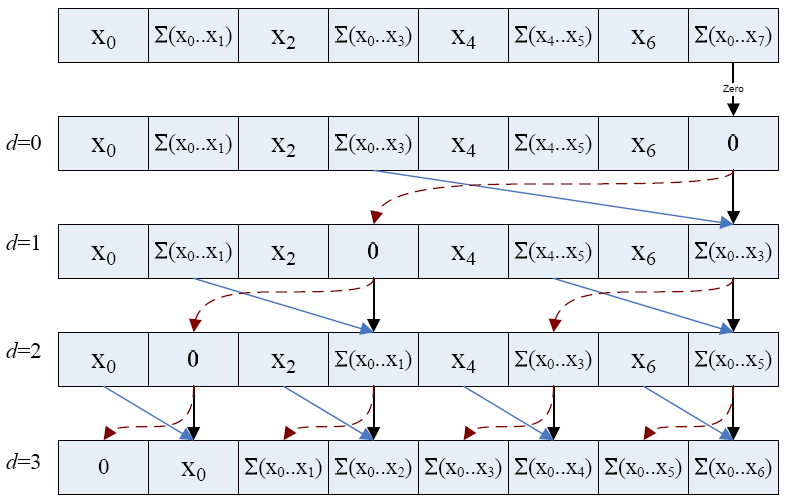 x₀ Σ(x₀..x₁) x₂ Σ(x₀..x₃) x₄ Σ(x₄..x₅) x₆ Σ(x₀..x₇)
Zero
d=0 x₀ Σ(x₀..x₁) x₂ Σ(x₀..x₃) x₄ Σ(x₄..x₅) x₆ 0
d=1 x₀ Σ(x₀..x₁) x₂ 0 x₄ Σ(x₄..x₅) x₆ Σ(x₀..x₃)
d=2 x₀ 0 x₂ Σ(x₀..x₁) x₄ Σ(x₀..x₃) x₆ Σ(x₀..x₅)
d=3 0 x₀ Σ(x₀..x₁) Σ(x₀..x₂) Σ(x₀..x₃) Σ(x₀..x₄) Σ(x₀..x₅) Σ(x₀..x₆)